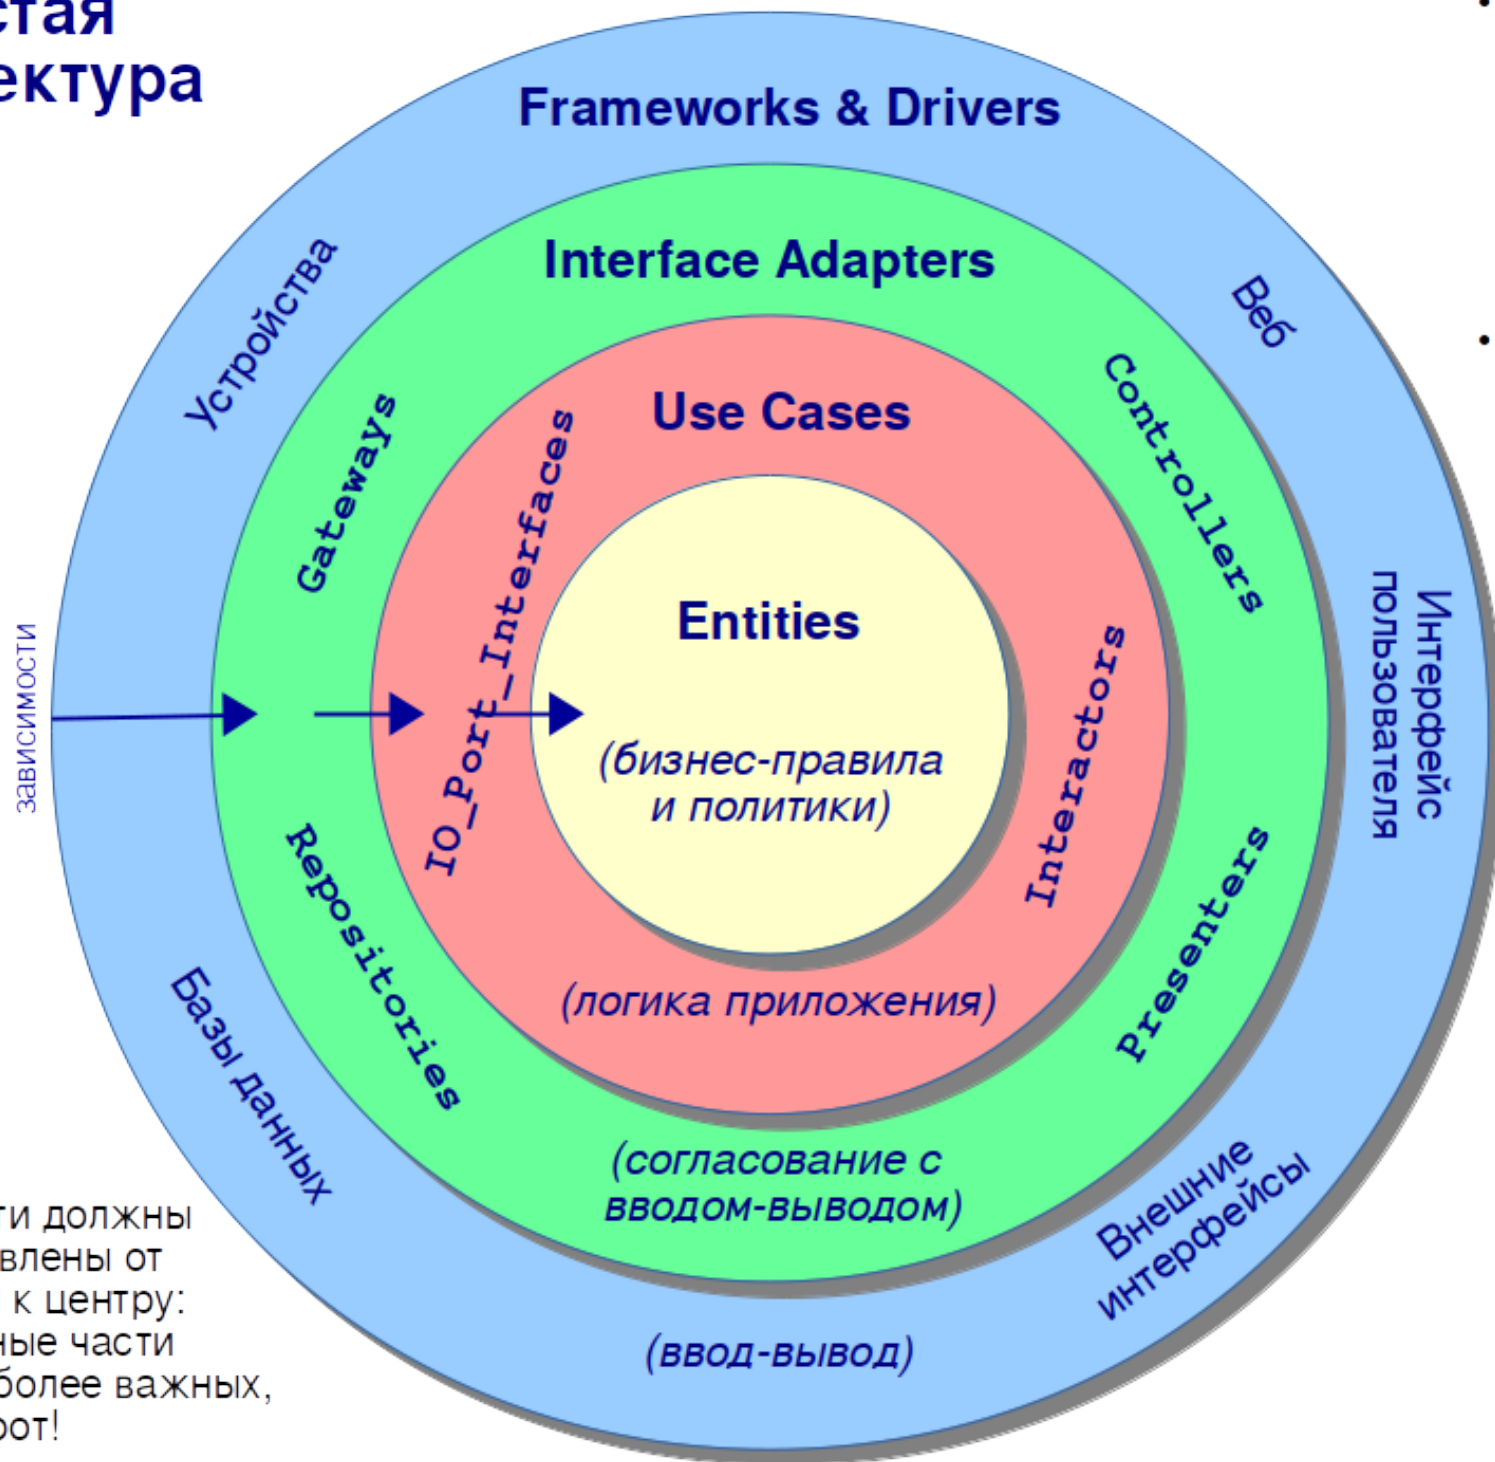 стая
ектура
Frameworks & Drivers
Interface Adapters
Use Cases
Entities
(бизнес-правила
и политики)
Устройства
Веб
Gateways
Controllers
IO_Port_Interfaces
Interactors
Интерфейс
пользователя
зависимости
Repositories
Presenters
(логика приложения)
Базы данных
(согласование с
вводом-выводом)
Внешние
интерфейсы
(ввод-вывод)
ти должны
влены от
к центру:
ные части
более важных,
рот!